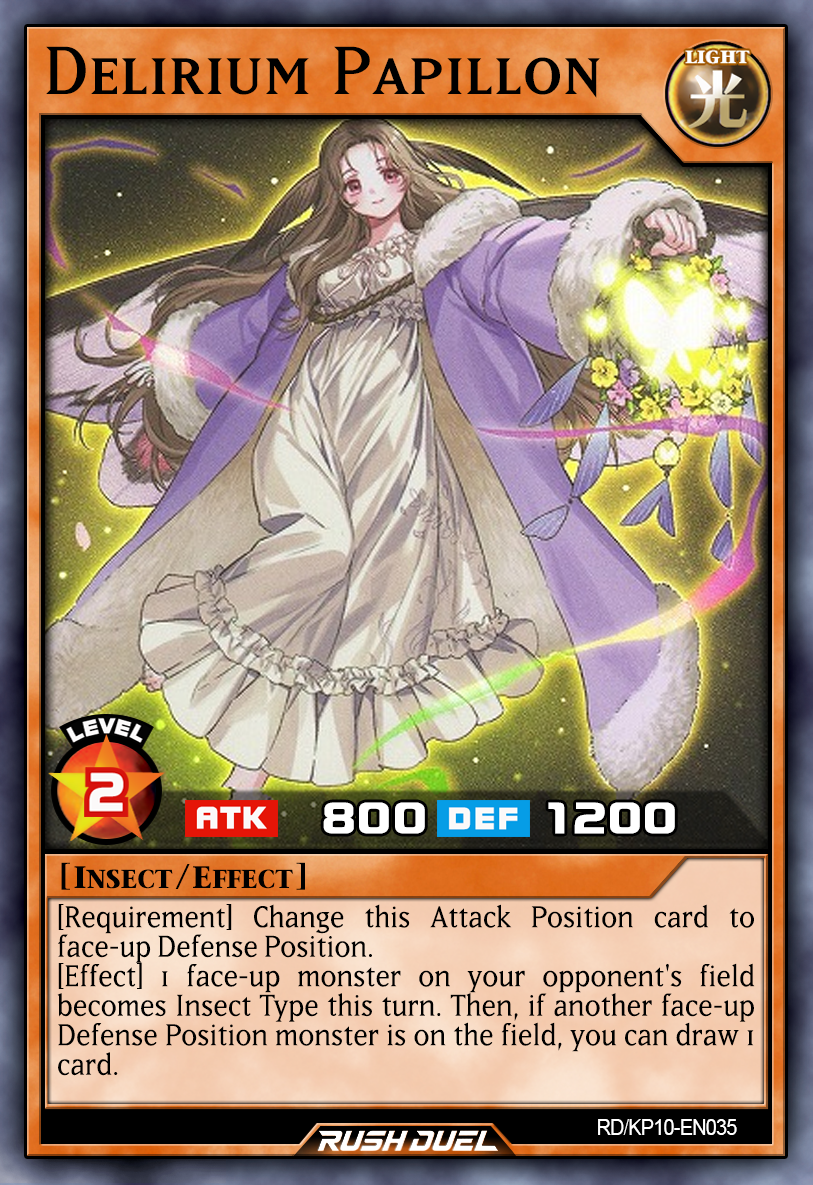 Delirium Papillon
LIGHT
光
LEVEL
2
ATK 800 DEF 1200
[Insect/Effect]
[Requirement] Change this Attack Position card to
face-up Defense Position.
[Effect] 1 face-up monster on your opponent's field
becomes Insect Type this turn. Then, if another face-up
Defense Position monster is on the field, you can draw 1
card.
RD/KP10-EN035
RUSH DUEL